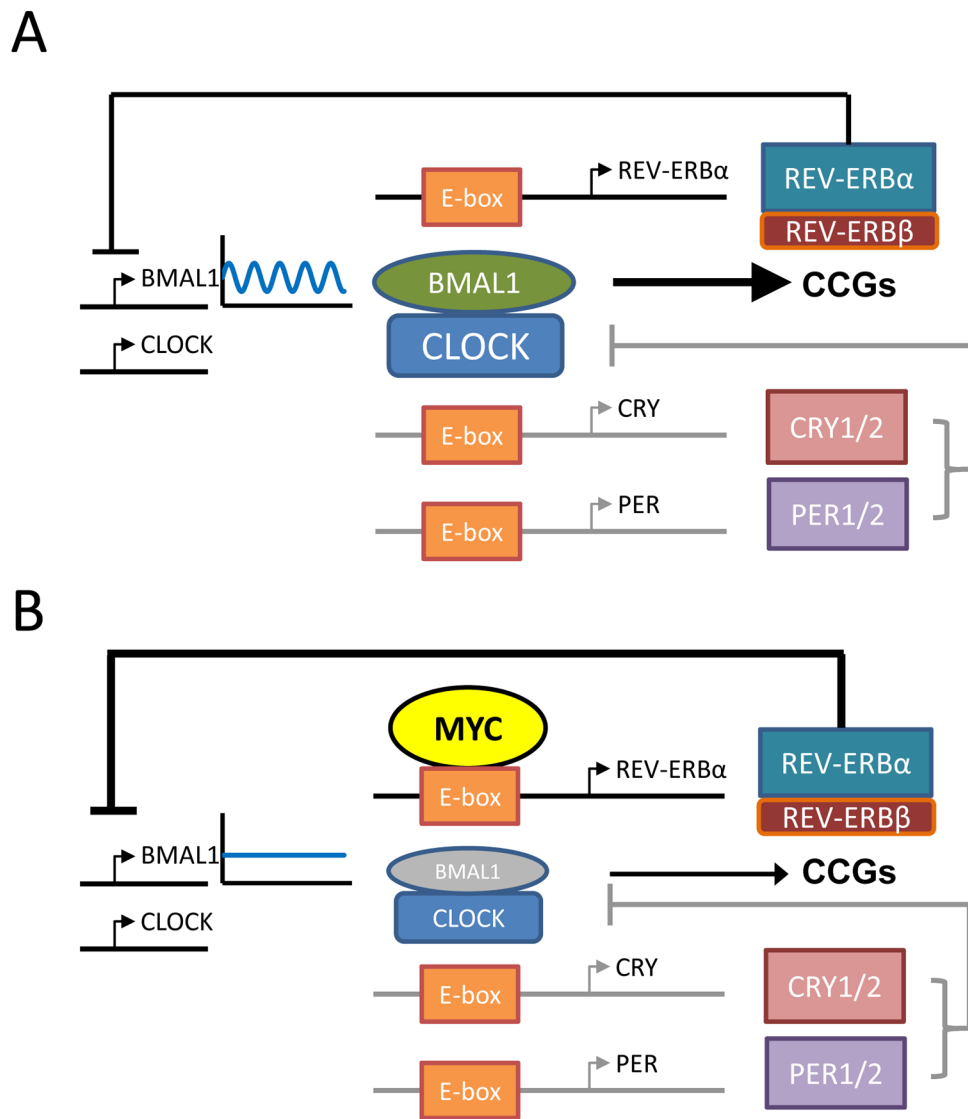 A
E-box
REV-ERBα
REV-ERBα
REV-ERBβ
BMAL1
BMAL1
CCGs
CLOCK
CLOCK
E-box
CRY
CRY1/2
E-box
PER
PER1/2
B
MYC
E-box
REV-ERBα
REV-ERBα
REV-ERBβ
BMAL1
BMAL1
CCGs
CLOCK
CLOCK
E-box
CRY
CRY1/2
E-box
PER
PER1/2